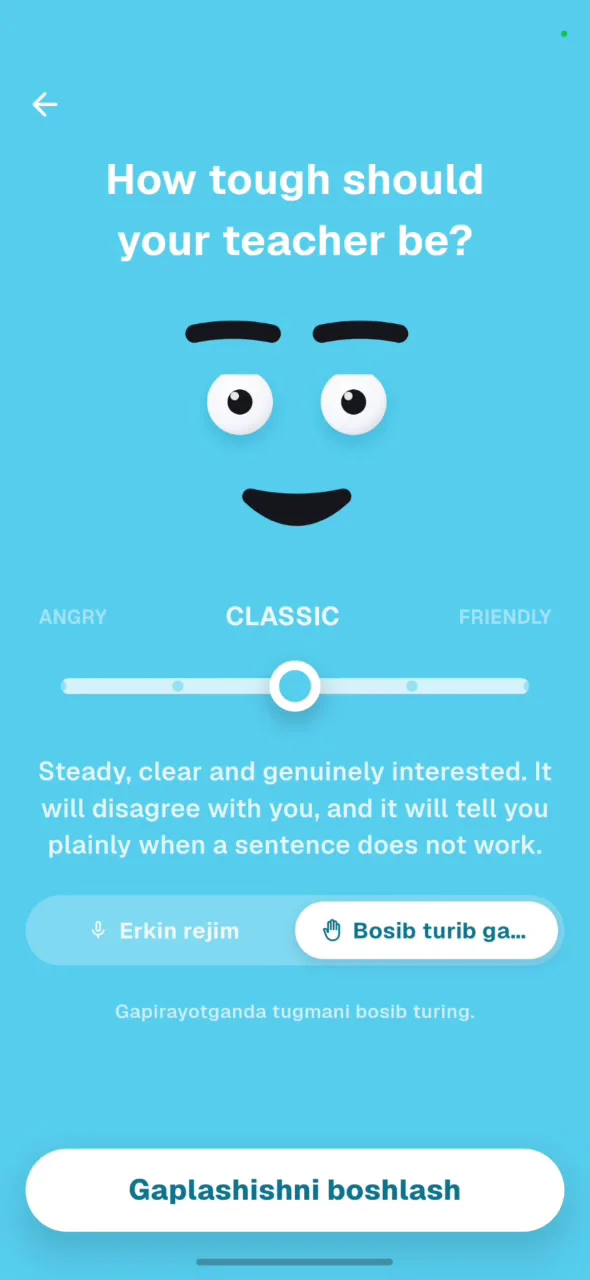 How tough should
your teacher be?
ANGRY
CLASSIC
FRIENDLY
Steady, clear and genuinely interested. It
will disagree with you, and it will tell you
plainly when a sentence does not work.
Erkin rejim
Bosib turib ga...
Gapirayotganda tugmani bosib turing.
Gaplashishni boshlash